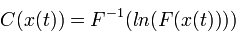 C(x(t)) = F⁻¹(ln(F(x(t))))